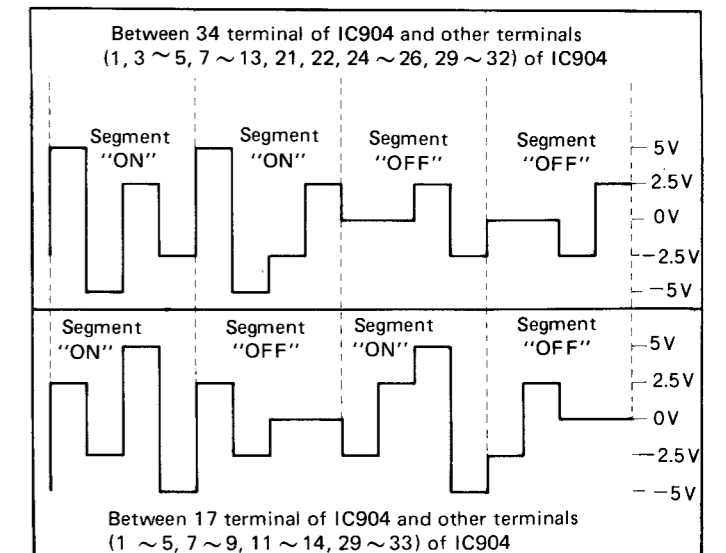 Between 34 terminal of IC904 and other terminals
(1, 3 ~ 5, 7 ~ 13, 21, 22, 24 ~ 26, 29 ~ 32) of IC904
Segment
"ON"
Segment
"ON"
Segment
"OFF"
Segment
"OFF"
5V
2.5V
0V
-2.5V
-5V
Segment
"ON"
Segment
"OFF"
Segment
"ON"
Segment
"OFF"
5V
2.5V
0V
-2.5V
-5V
Between 17 terminal of IC904 and other terminals
(1 ~ 5, 7 ~ 9, 11 ~ 14, 29 ~ 33) of IC904